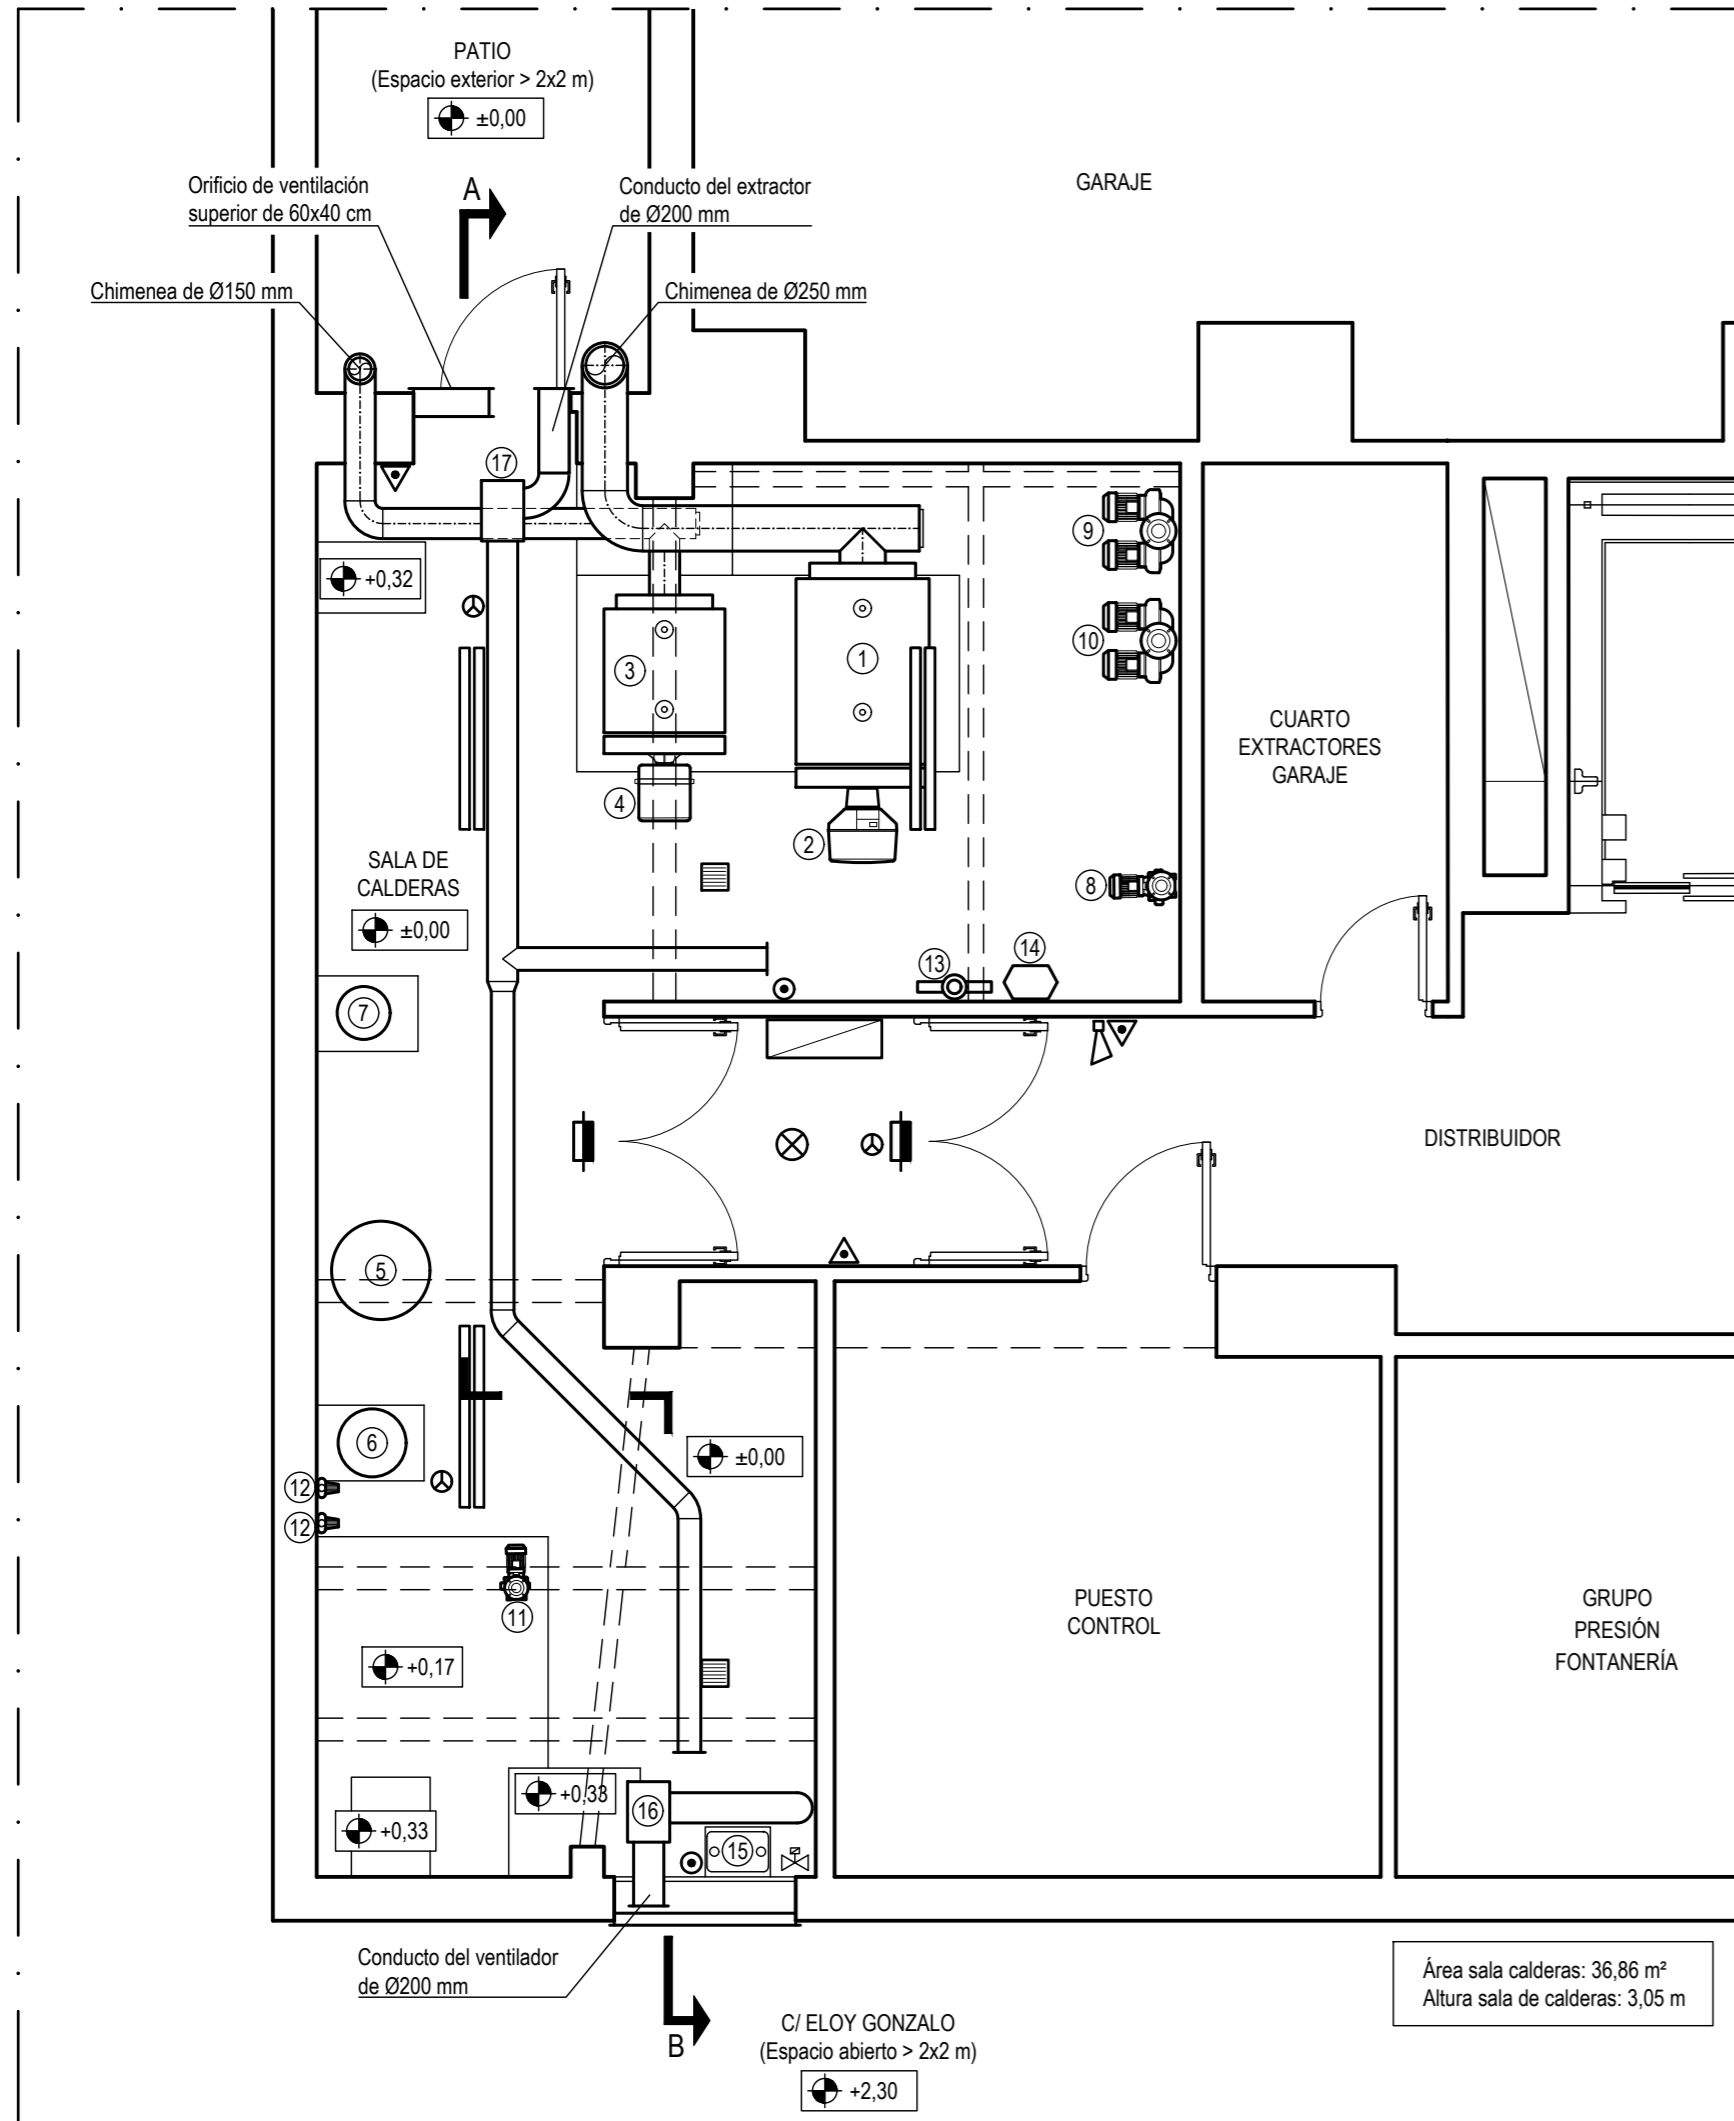 PATIO
(Espacio exterior > 2x2 m)
±0,00
Orificio de ventilación
superior de 60x40 cm
A
Conducto del extractor
de Ø200 mm
GARAJE
Chimenea de Ø150 mm
Chimenea de Ø250 mm
17
9
+0,32
10
3
1
CUARTO
EXTRACTORES
GARAJE
4
2
SALA DE
CALDERAS
±0,00
8
13
14
7
DISTRIBUIDOR
5
6
±0,00
12
12
11
PUESTO
CONTROL
GRUPO
PRESIÓN
FONTANERÍA
+0,17
+0,33
16
+0,33
15
Conducto del ventilador
de Ø200 mm
Área sala calderas: 36,86 m²
Altura sala de calderas: 3,05 m
B
C/ ELOY GONZALO
(Espacio abierto > 2x2 m)
+2,30